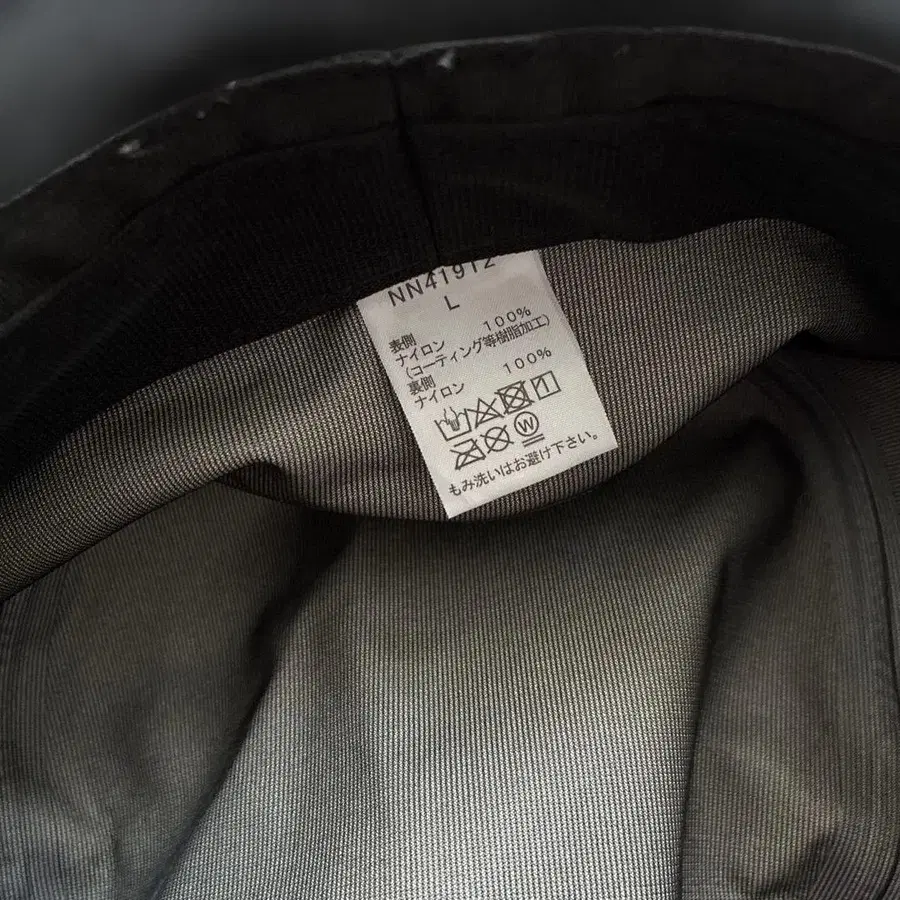 NN41912
L
表側
ナイロン 100%
(コーティング等樹脂加工)
裏側
ナイロン 100%
W
もみ洗いはお避け下さい。